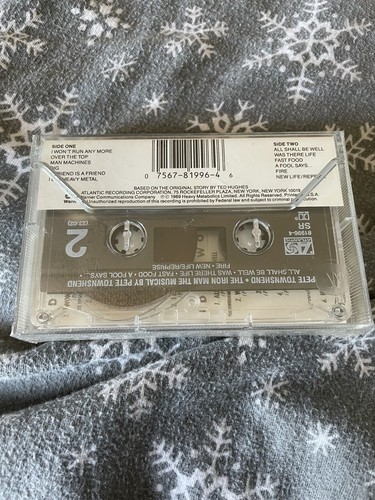 SIDE ONE
I WON'T RUN ANY MORE
OVER THE TOP
MAN MACHINES
FRIEND IS A FRIEND
HEAVY METAL
0 7567-81996-4 6
SIDE TWO
ALL SHALL BE WELL
WAS THERE LIFE
FAST FOOD
A FOOL SAYS...
FIRE
NEW LIFE/REPRI
BASED ON THE ORIGINAL STORY BY TED HUGHES
ATLANTIC RECORDING CORPORATION, 75 ROCKEFELLER PLAZA, NEW YORK, NEW YORK 10019
Warner Communications Company ℗ © 1989 Heavy Metabolics Limited. All Rights Reserved. Printed in U.S.A.
Unauthorized reproduction of this recording is prohibited by Federal law and subject to criminal prosecution.
2
81996-4
SR
PETE TOWNSHEND • THE IRON MAN THE MUSICAL BY PETE TOWNSHEND
ALL SHALL BE WELL • WAS THERE LIFE • FAST FOOD • A FOOL SAYS...
FIRE • NEW LIFE/REPRISE